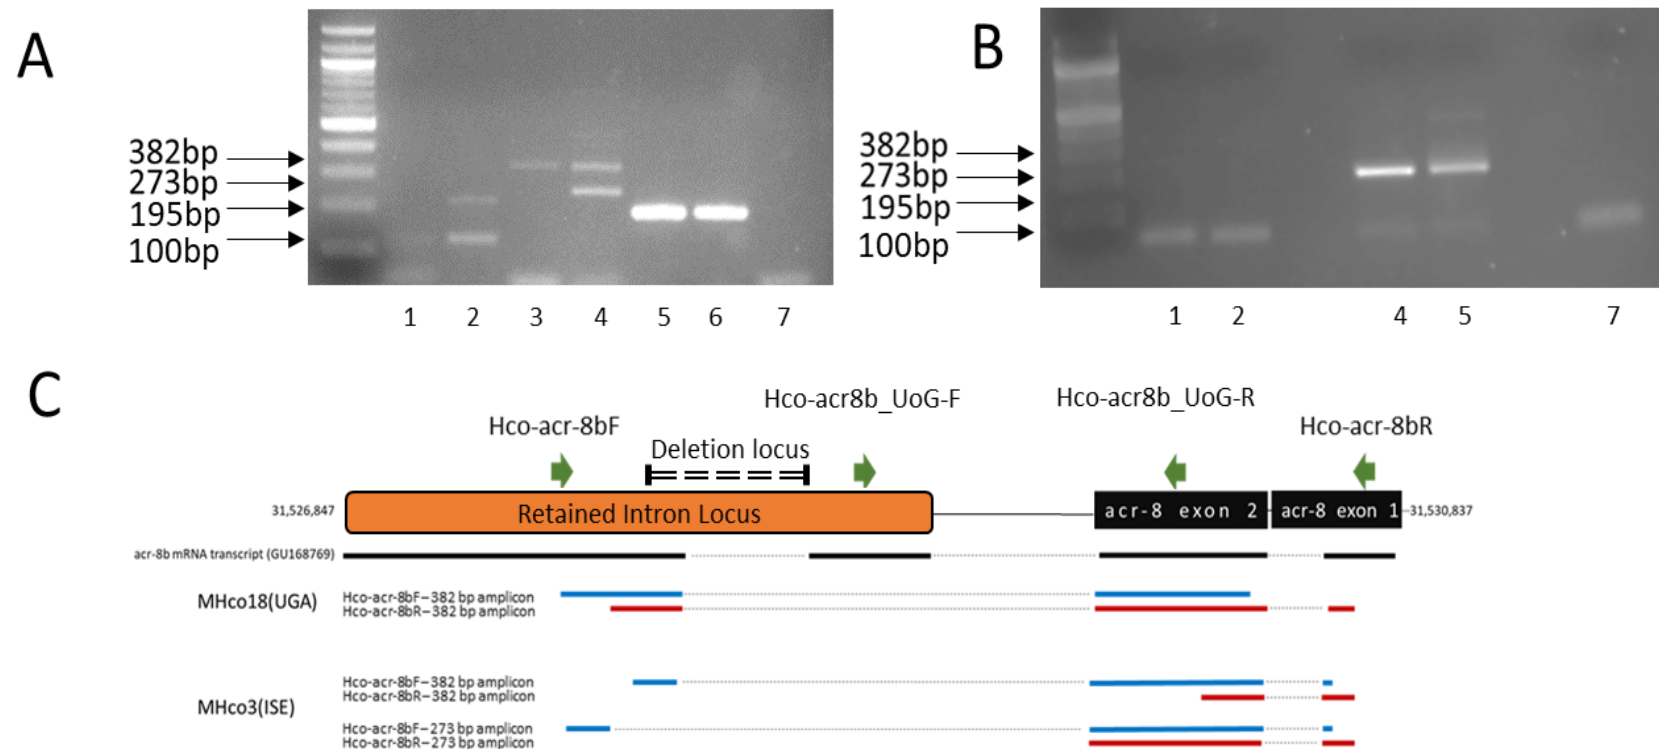 A
382bp
273bp
195bp
100bp
1 2 3 4 5 6 7
B
382bp
273bp
195bp
100bp
1 2 4 5 7
C
Hco-acr8b_UoG-F Hco-acr8b_UoG-R
Hco-acr-8bF Hco-acr-8bR
Deletion locus
31,526,847 Retained Intron Locus acr-8 exon 2 acr-8 exon 1 31,530,837
acr-8b mRNA transcript (GU168769)
MHco18(UGA)
Hco-acr-8bF–382 bp amplicon
Hco-acr-8bR–382 bp amplicon
MHco3(ISE)
Hco-acr-8bF–382 bp amplicon
Hco-acr-8bR–382 bp amplicon
Hco-acr-8bF–273 bp amplicon
Hco-acr-8bR–273 bp amplicon